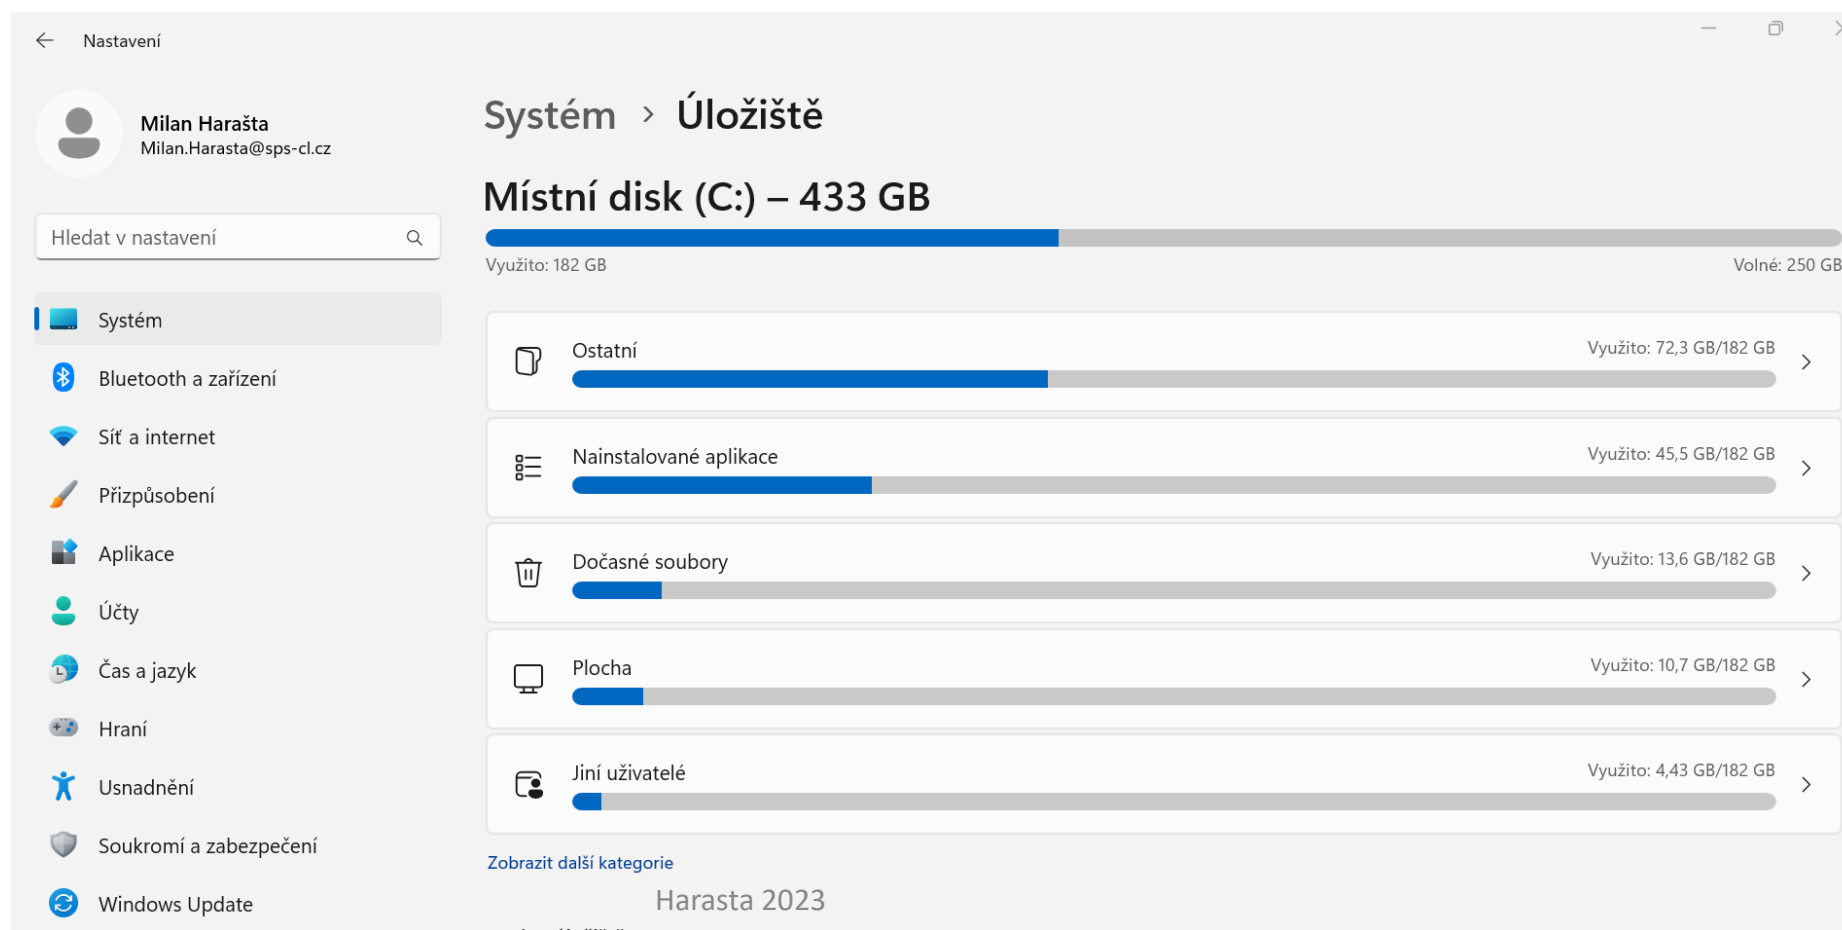 Nastavení
Milan Harašta
Milan.Harasta@sps-cl.cz
Hledat v nastavení
Systém
Bluetooth a zařízení
Síť a internet
Přizpůsobení
Aplikace
Účty
Čas a jazyk
Hraní
Usnadnění
Soukromí a zabezpečení
Windows Update
Systém › Úložiště
Místní disk (C:) – 433 GB
Využito: 182 GB Volné: 250 GB
Ostatní Využito: 72,3 GB/182 GB
Nainstalované aplikace Využito: 45,5 GB/182 GB
Dočasné soubory Využito: 13,6 GB/182 GB
Plocha Využito: 10,7 GB/182 GB
Jiní uživatelé Využito: 4,43 GB/182 GB
Zobrazit další kategorie
Harasta 2023